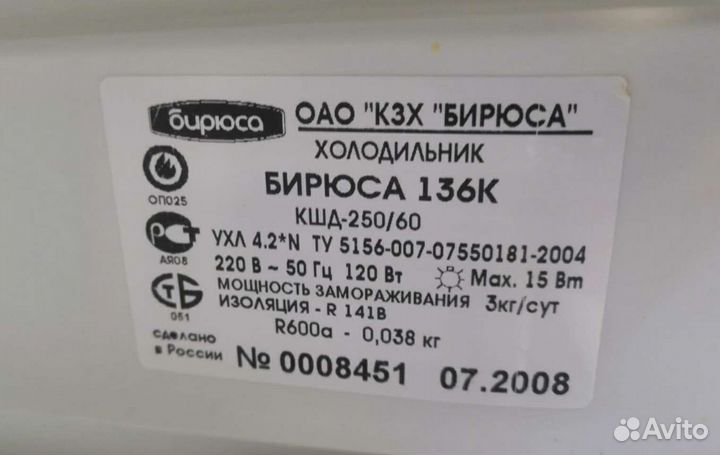 бирюса ОАО "КЗХ "БИРЮСА"
ХОЛОДИЛЬНИК
БИРЮСА 136К
ОП025
КШД-250/60
РСТ
АЯ08
УХЛ 4.2*N ТУ 5156-007-07550181-2004
220 В ~ 50 Гц 120 Вт Max. 15 Вт
МОЩНОСТЬ ЗАМОРАЖИВАНИЯ 3кг/сут
СТБ
051
ИЗОЛЯЦИЯ - R 141B
R600a - 0,038 кг
сделано
в России
№ 0008451 07.2008
Avito